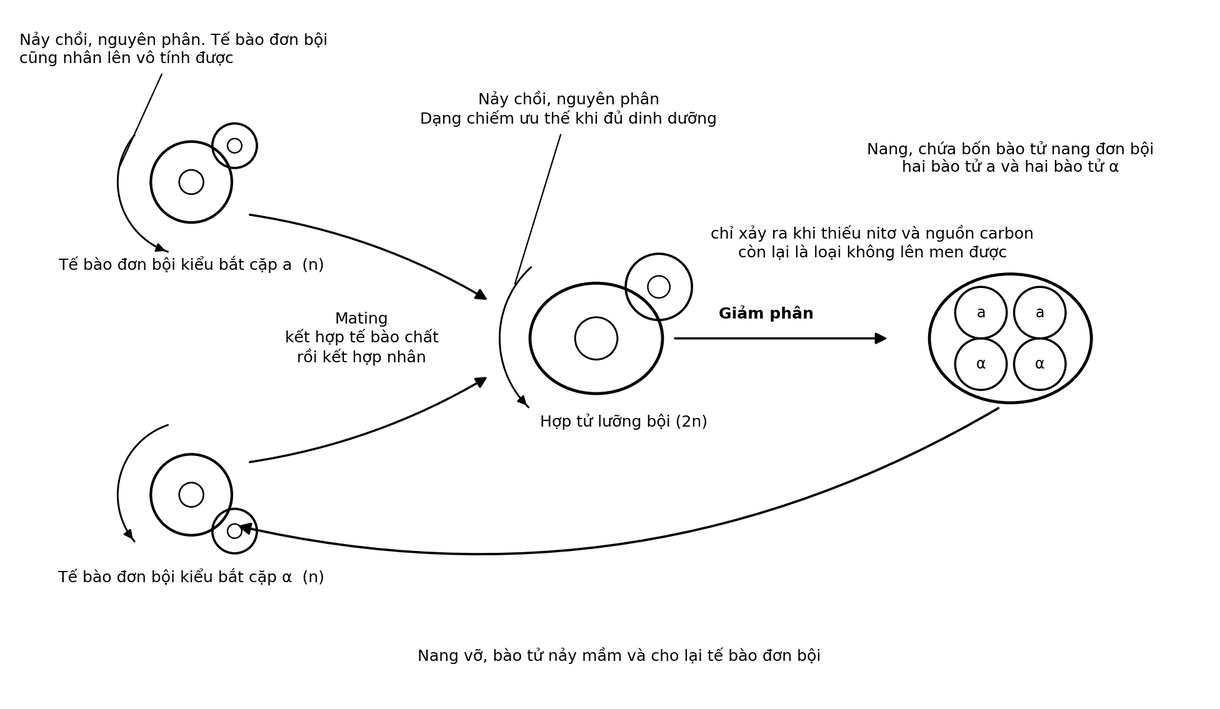 Nảy chồi, nguyên phân. Tế bào đơn bội
cũng nhân lên vô tính được
Nảy chồi, nguyên phân
Dạng chiếm ưu thế khi đủ dinh dưỡng
Nang, chứa bốn bào tử nang đơn bội
hai bào tử a và hai bào tử α
chỉ xảy ra khi thiếu nitơ và nguồn carbon
còn lại là loại không lên men được
Tế bào đơn bội kiểu bắt cặp a (n)
Mating
kết hợp tế bào chất
rồi kết hợp nhân
Giảm phân
a a
α α
Hợp tử lưỡng bội (2n)
Tế bào đơn bội kiểu bắt cặp α (n)
Nang vỡ, bào tử nảy mầm và cho lại tế bào đơn bội